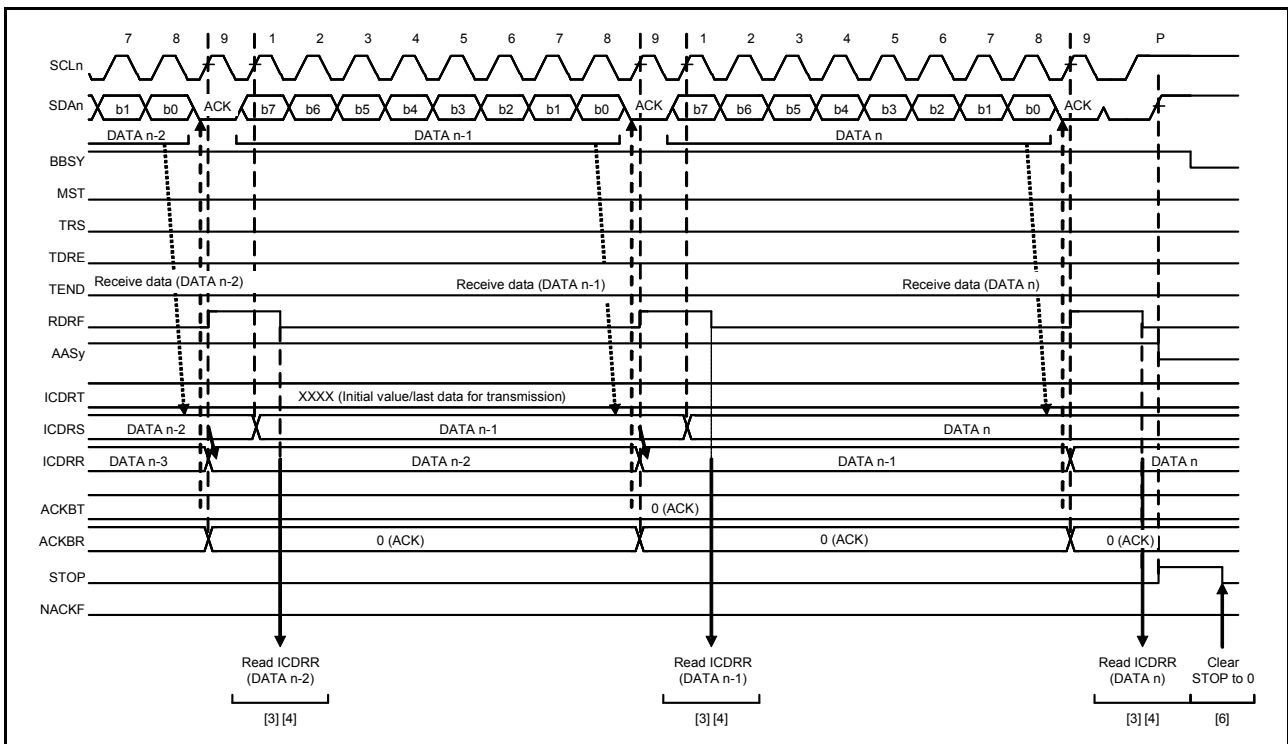 7 8 9 1 2 3 4 5 6 7 8 9 1 2 3 4 5 6 7 8 9 P
SCLn
SDAn b1 b0 ACK b7 b6 b5 b4 b3 b2 b1 b0 ACK b7 b6 b5 b4 b3 b2 b1 b0 ACK
DATA n-2 DATA n-1 DATA n
BBSY
MST
TRS
TDRE
Receive data (DATA n-2) Receive data (DATA n-1) Receive data (DATA n)
TEND
RDRF
AASy
ICDRT XXXX (Initial value/last data for transmission)
ICDRS DATA n-2 DATA n-1 DATA n
ICDRR DATA n-3 DATA n-2 DATA n-1 DATA n
ACKBT 0 (ACK)
ACKBR 0 (ACK) 0 (ACK) 0 (ACK)
STOP
NACKF
Read ICDRR Read ICDRR Read ICDRR Clear
(DATA n-2) (DATA n-1) (DATA n) STOP to 0
[3] [4] [3] [4] [3] [4] [6]